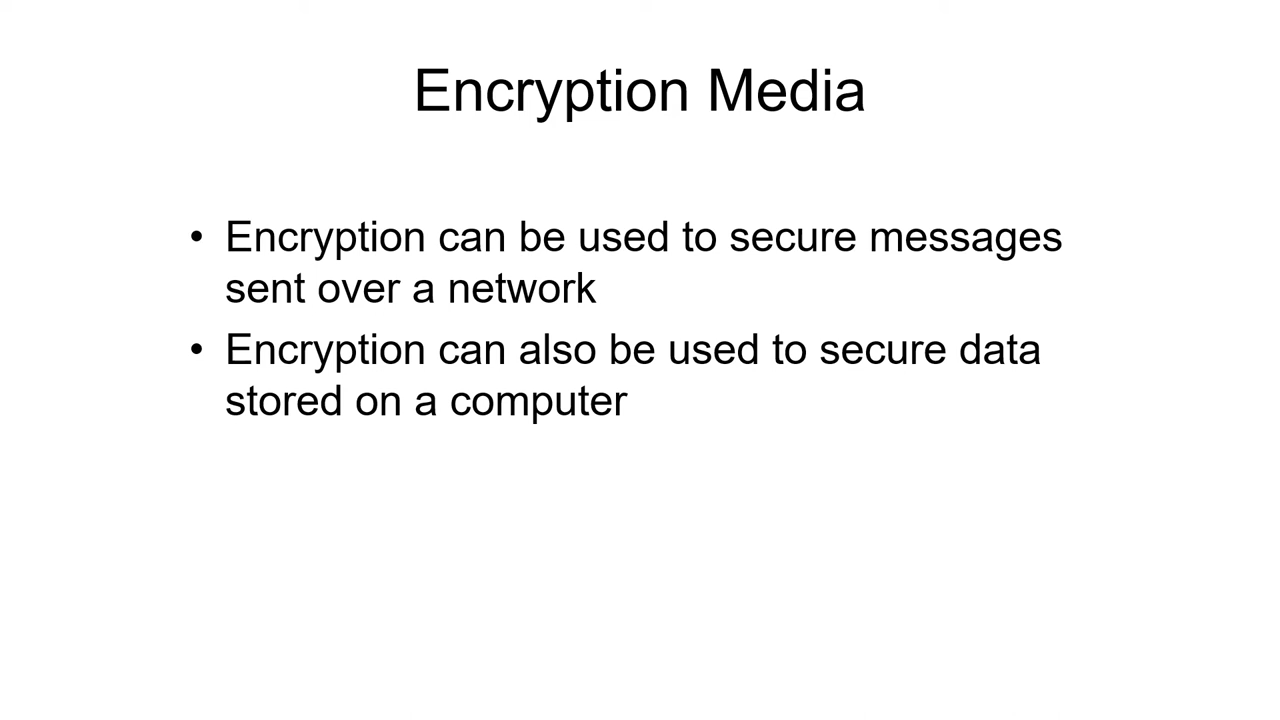 Encryption Media
• Encryption can be used to secure messages
sent over a network
• Encryption can also be used to secure data
stored on a computer